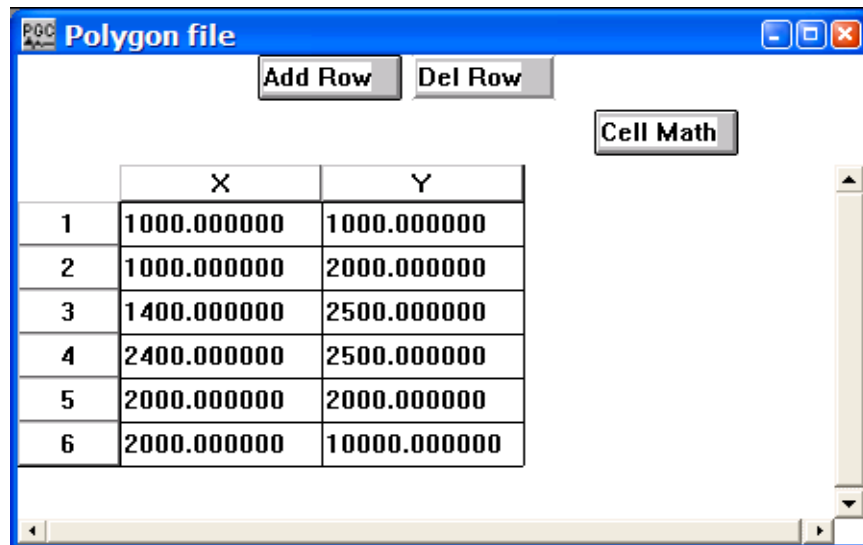 PGC Polygon file
Add Row Del Row
Cell Math
X Y
1 1000.000000 1000.000000
2 1000.000000 2000.000000
3 1400.000000 2500.000000
4 2400.000000 2500.000000
5 2000.000000 2000.000000
6 2000.000000 10000.000000